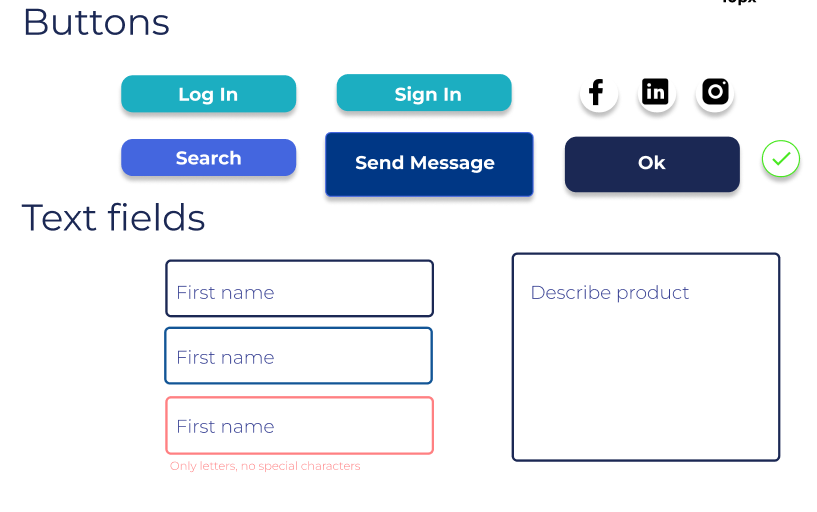 Buttons
Log In
Sign In
f
in
Search
Send Message
Ok
Text fields
First name
Describe product
First name
First name
Only letters, no special characters